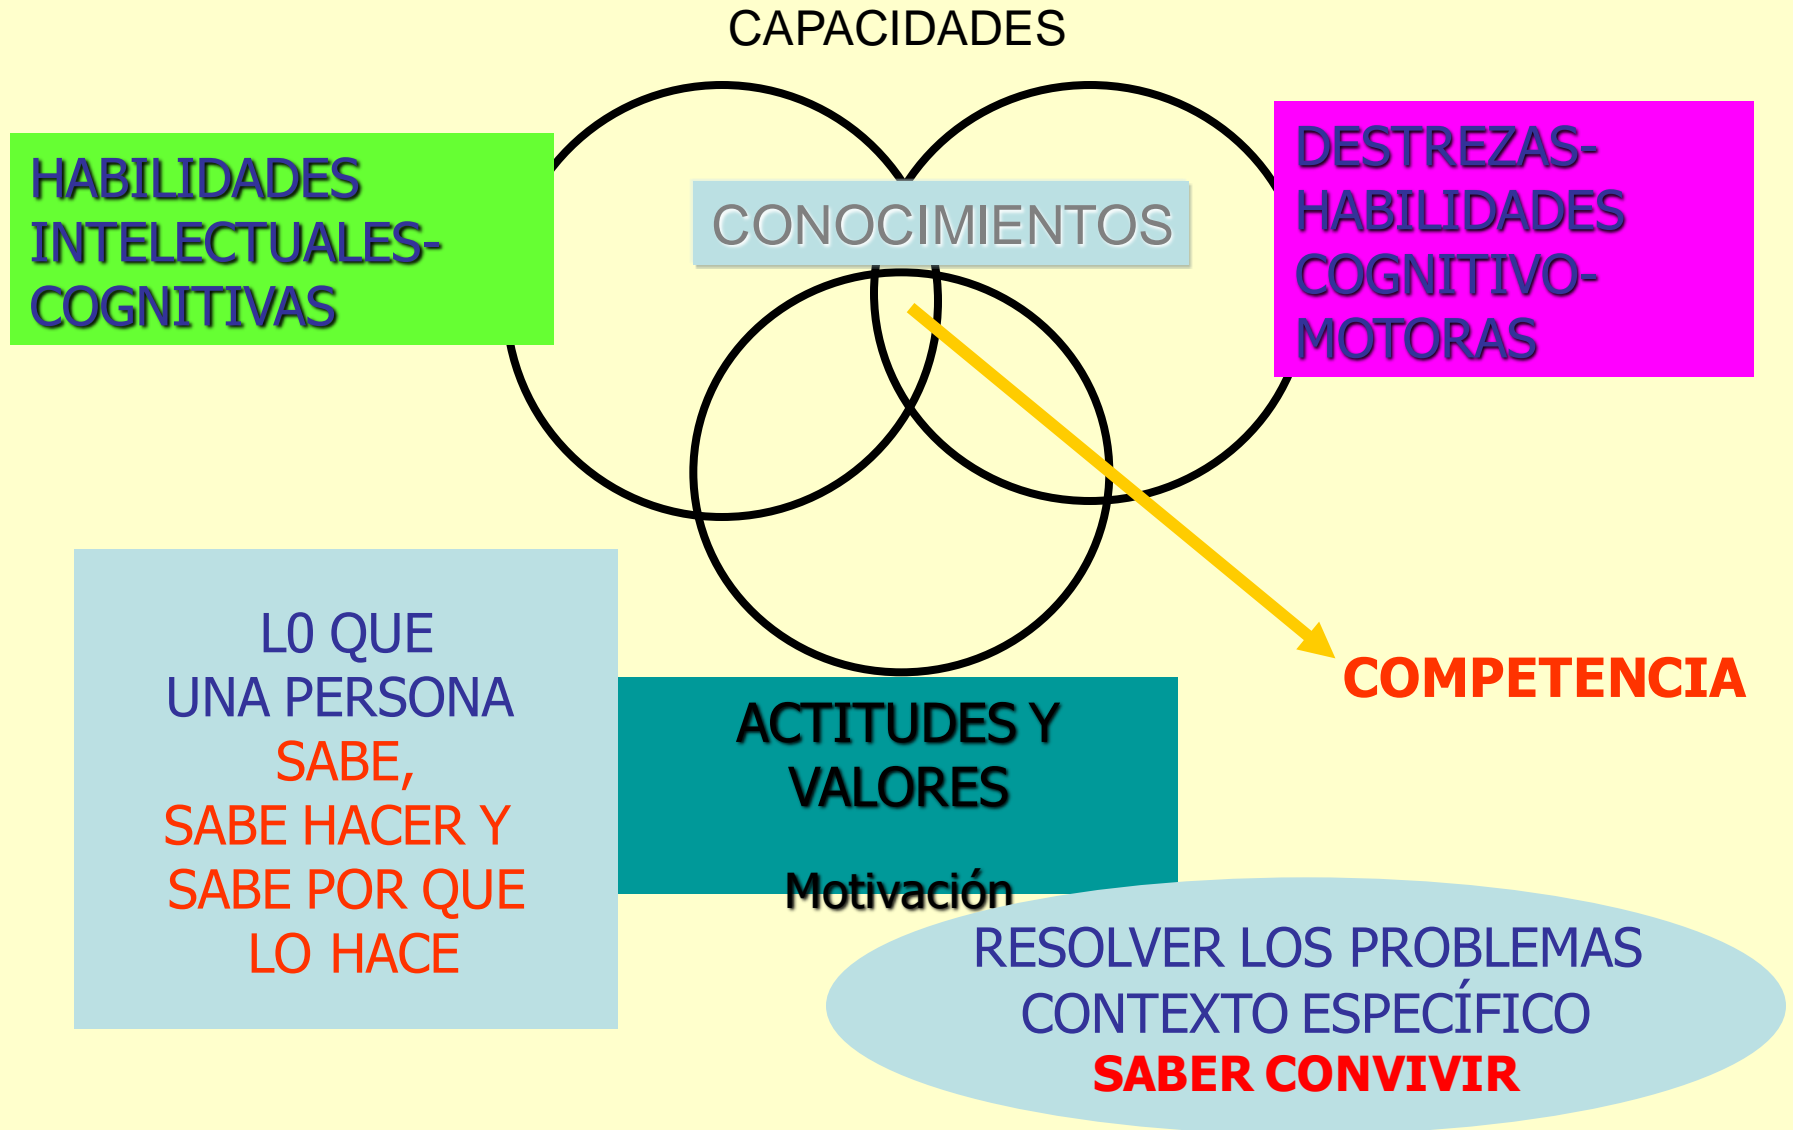 CAPACIDADES
HABILIDADES
INTELECTUALES-
COGNITIVAS
CONOCIMIENTOS
DESTREZAS-
HABILIDADES
COGNITIVO-
MOTORAS
L0 QUE
UNA PERSONA
SABE,
SABE HACER Y
SABE POR QUE
LO HACE
ACTITUDES Y
VALORES
Motivación
COMPETENCIA
RESOLVER LOS PROBLEMAS
CONTEXTO ESPECÍFICO
SABER CONVIVIR